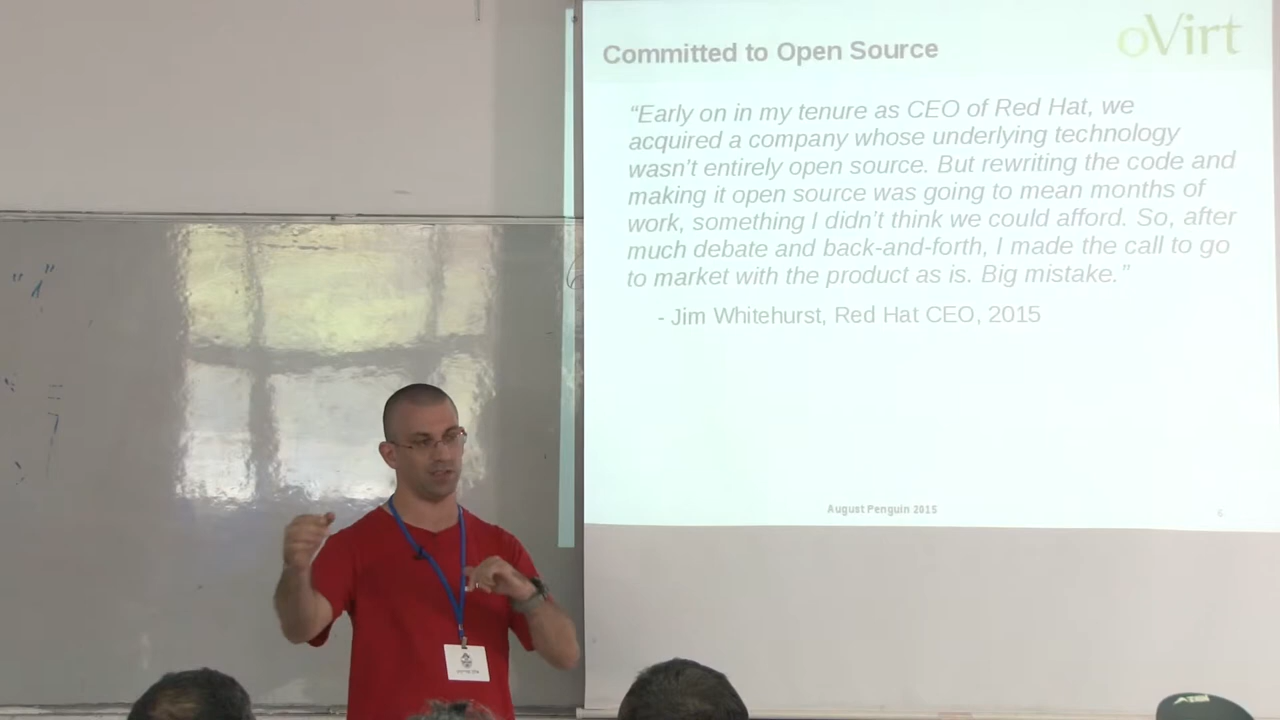 Committed to Open Source
oVirt
“Early on in my tenure as CEO of Red Hat, we
acquired a company whose underlying technology
wasn’t entirely open source. But rewriting the code and
making it open source was going to mean months of
work, something I didn’t think we could afford. So, after
much debate and back-and-forth, I made the call to go
to market with the product as is. Big mistake.”
- Jim Whitehurst, Red Hat CEO, 2015
August Penguin 2015
6